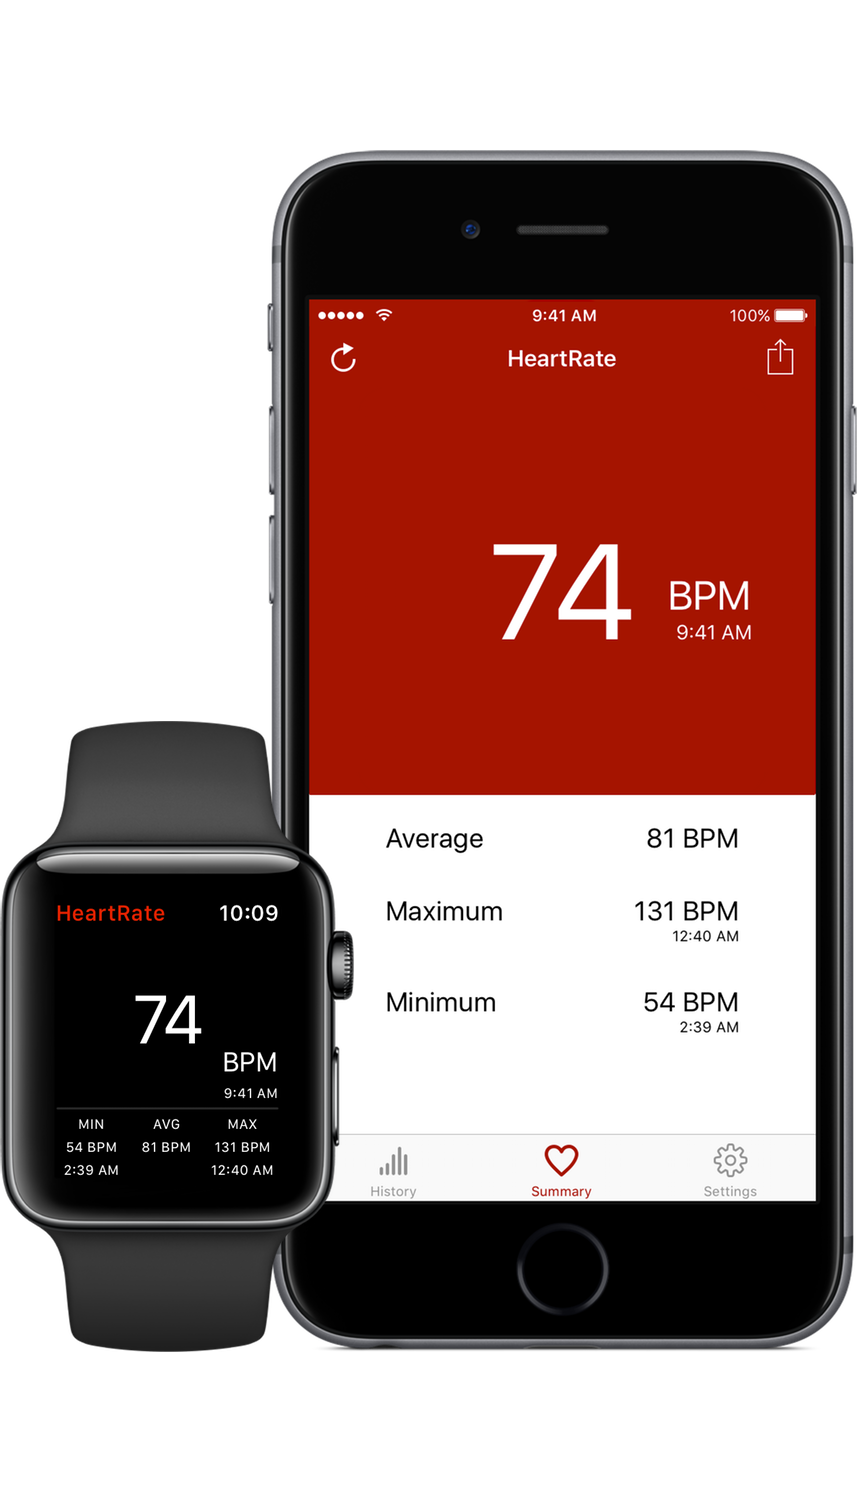 9:41 AM 100%
HeartRate
74 BPM
9:41 AM
Average 81 BPM
Maximum 131 BPM
12:40 AM
Minimum 54 BPM
2:39 AM
History Summary Settings
HeartRate 10:09
74
BPM
9:41 AM
MIN AVG MAX
54 BPM 81 BPM 131 BPM
2:39 AM 12:40 AM